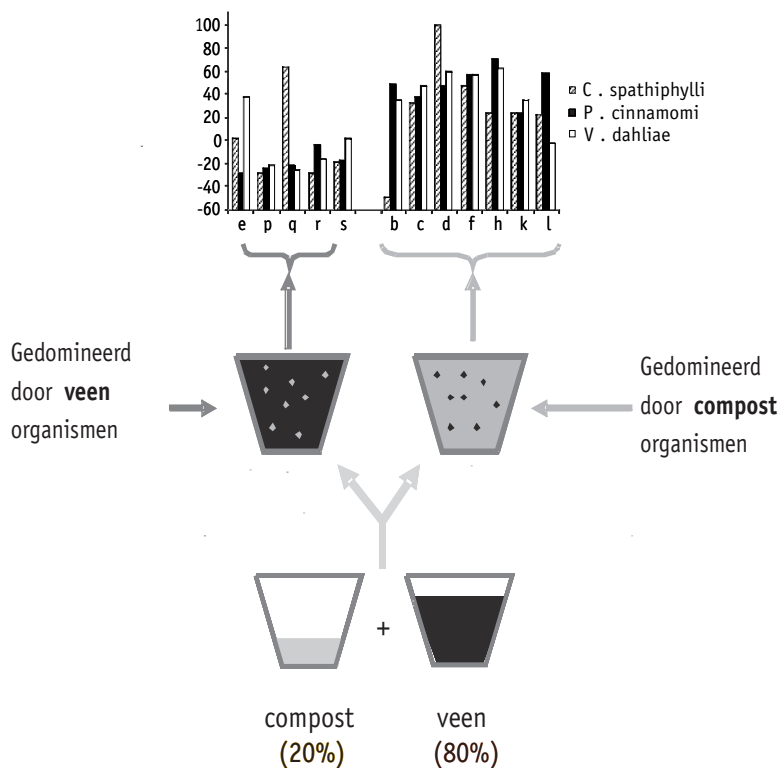 100
80
60
40
20
0
-20
-40
-60
e p q r s b c d f h k l
C . spathiphylli
P . cinnamomi
V . dahliae
Gedomineerd
door veen
organismen
Gedomineerd
door compost
organismen
+
compost veen
(20%) (80%)